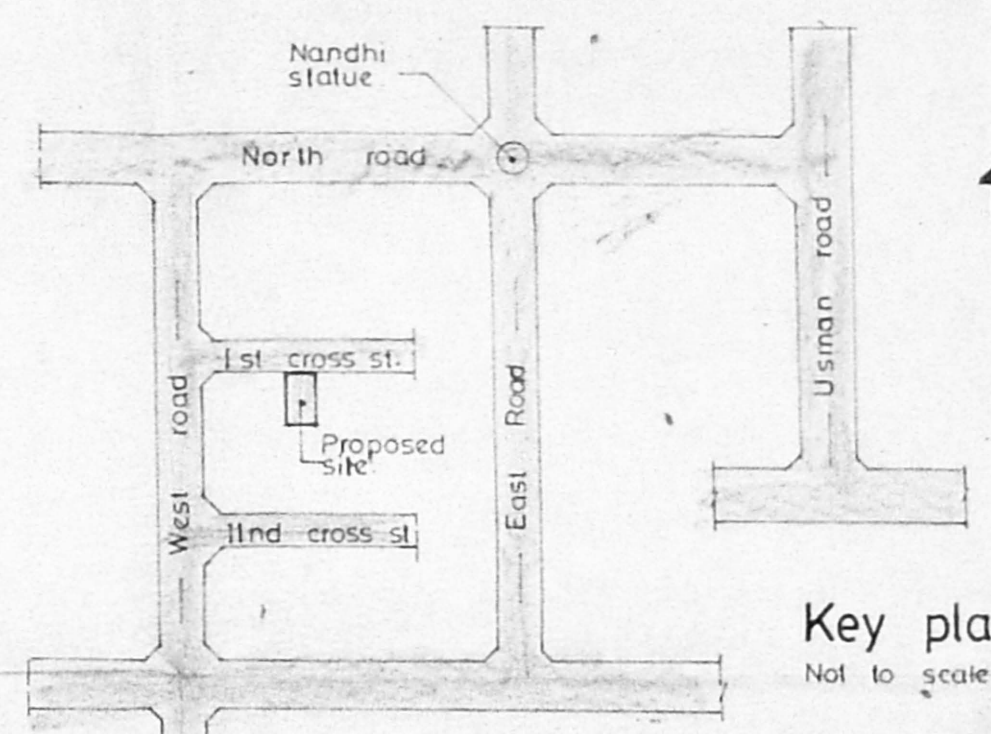 Nandhi
statue
North road
Usman road
Ist cross st.
West road
East Road
Proposed
site
IInd cross st
Key pla
Not to scale